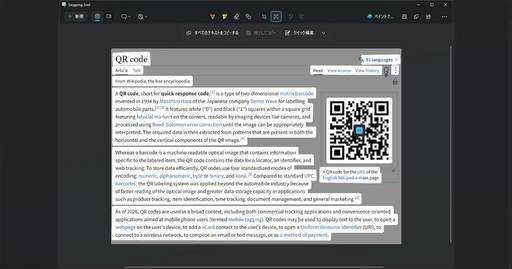 Snipping Tool
新規
ペイントで...
すべてのテキストをコピーする
クイック編集
QR code
82 languages
Article Talk
Read View source View history
From Wikipedia, the free encyclopedia
A QR code, short for quick-response code,[1] is a type of two-dimensional matrix barcode
invented in 1994 by Masahiro Hara of the Japanese company Denso Wave for labelling
automobile parts.[2][3] It features white ("0") and black ("1") squares within a square grid
featuring fiducial markers on the corners, readable by imaging devices like cameras, and
processed using Reed–Solomon error correction until the image can be appropriately
interpreted. The required data is then extracted from patterns that are present in both the
horizontal and the vertical components of the QR image.[3]
A QR code for the URL of the
English Wikipedia main page
Whereas a barcode is a machine-readable optical image that contains information
specific to the labeled item, the QR code contains the data for a locator, an identifier, and
web tracking. To store data efficiently, QR codes use four standardized modes of
encoding: numeric, alphanumeric, byte or binary, and kanji.[4] Compared to standard UPC
barcodes, the QR labeling system was applied beyond the automobile industry because
of faster reading of the optical image and greater data-storage capacity in applications
such as product tracking, item identification, time tracking, document management, and general marketing.[4]
As of 2026, QR codes are used in a broad context, including both commercial tracking applications and convenience-oriented
applications aimed at mobile phone users (termed mobile tagging). QR codes may be used to display text to the user, to open a
webpage on the user's device, to add a vCard contact to the user's device, to open a Uniform Resource Identifier (URI), to
connect to a wireless network, to compose an email or text message, or as a method of payment.